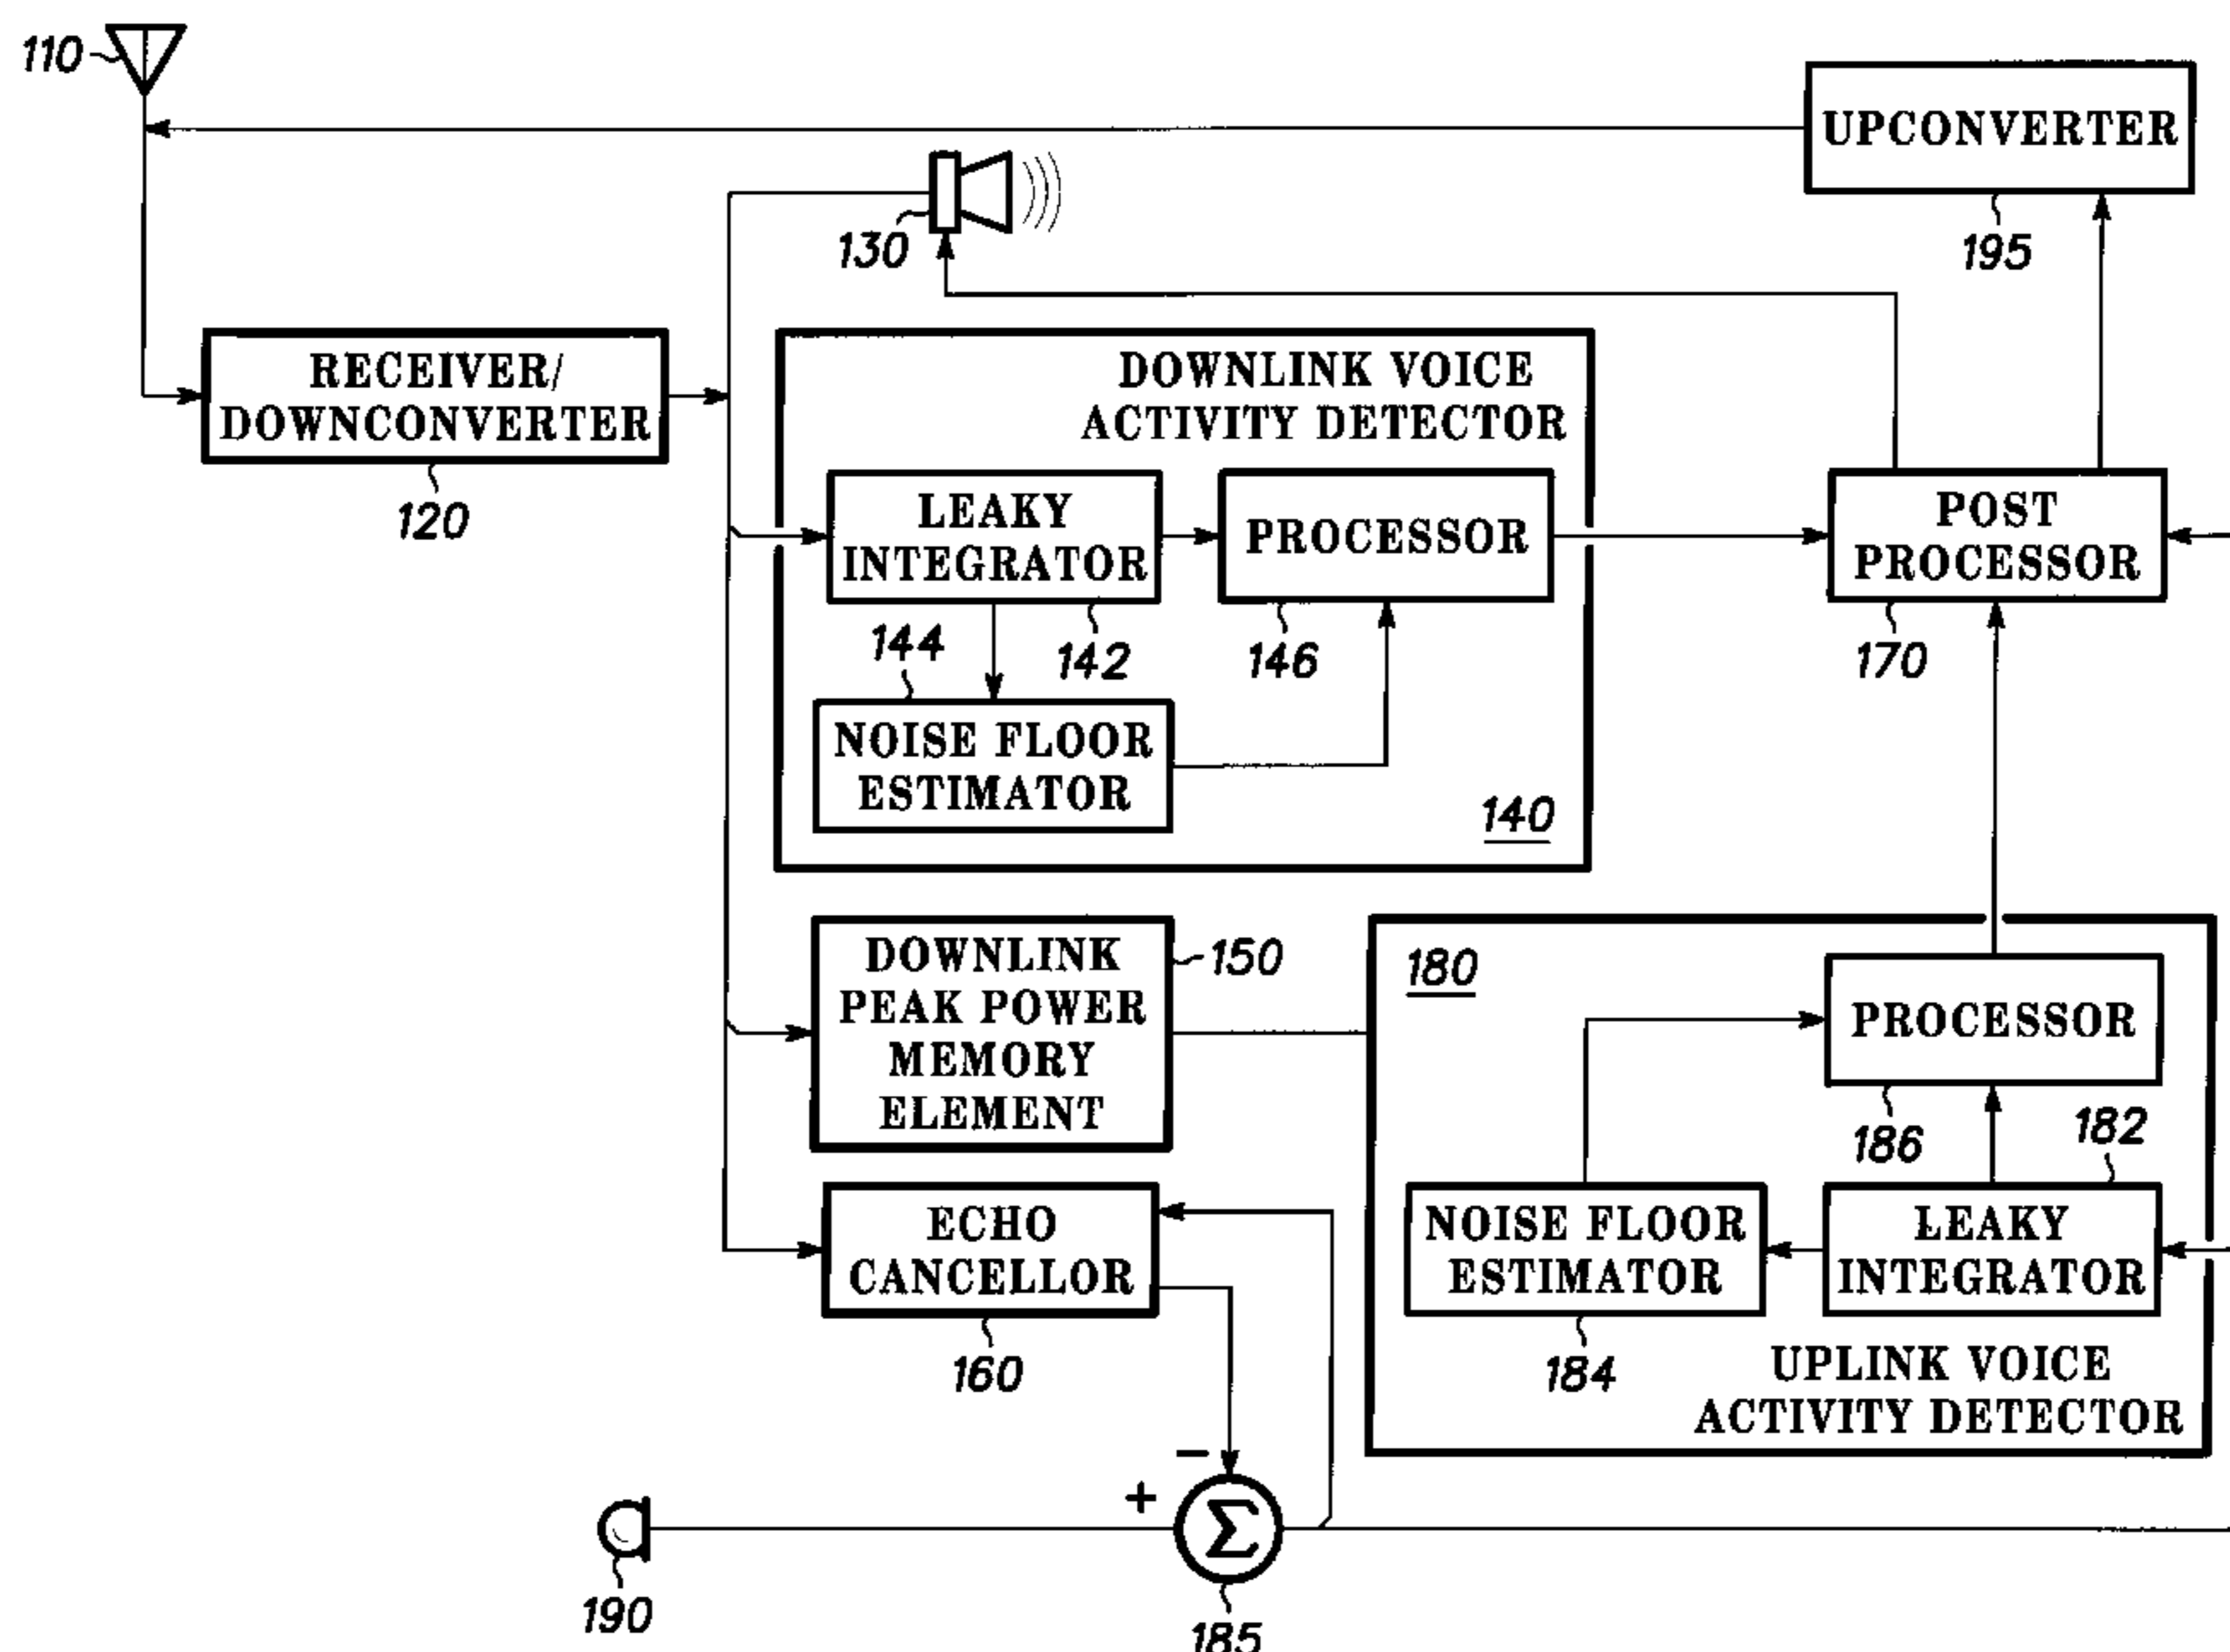 110
UPCONVERTER
195
130
RECEIVER/
DOWNCONVERTER
120
DOWNLINK VOICE
ACTIVITY DETECTOR
LEAKY
INTEGRATOR
142
PROCESSOR
146
144
NOISE FLOOR
ESTIMATOR
140
POST
PROCESSOR
170
DOWNLINK
PEAK POWER
MEMORY
ELEMENT
150
180
PROCESSOR
186
182
NOISE FLOOR
ESTIMATOR
184
LEAKY
INTEGRATOR
UPLINK VOICE
ACTIVITY DETECTOR
ECHO
CANCELLOR
160
−
+
Σ
190
185